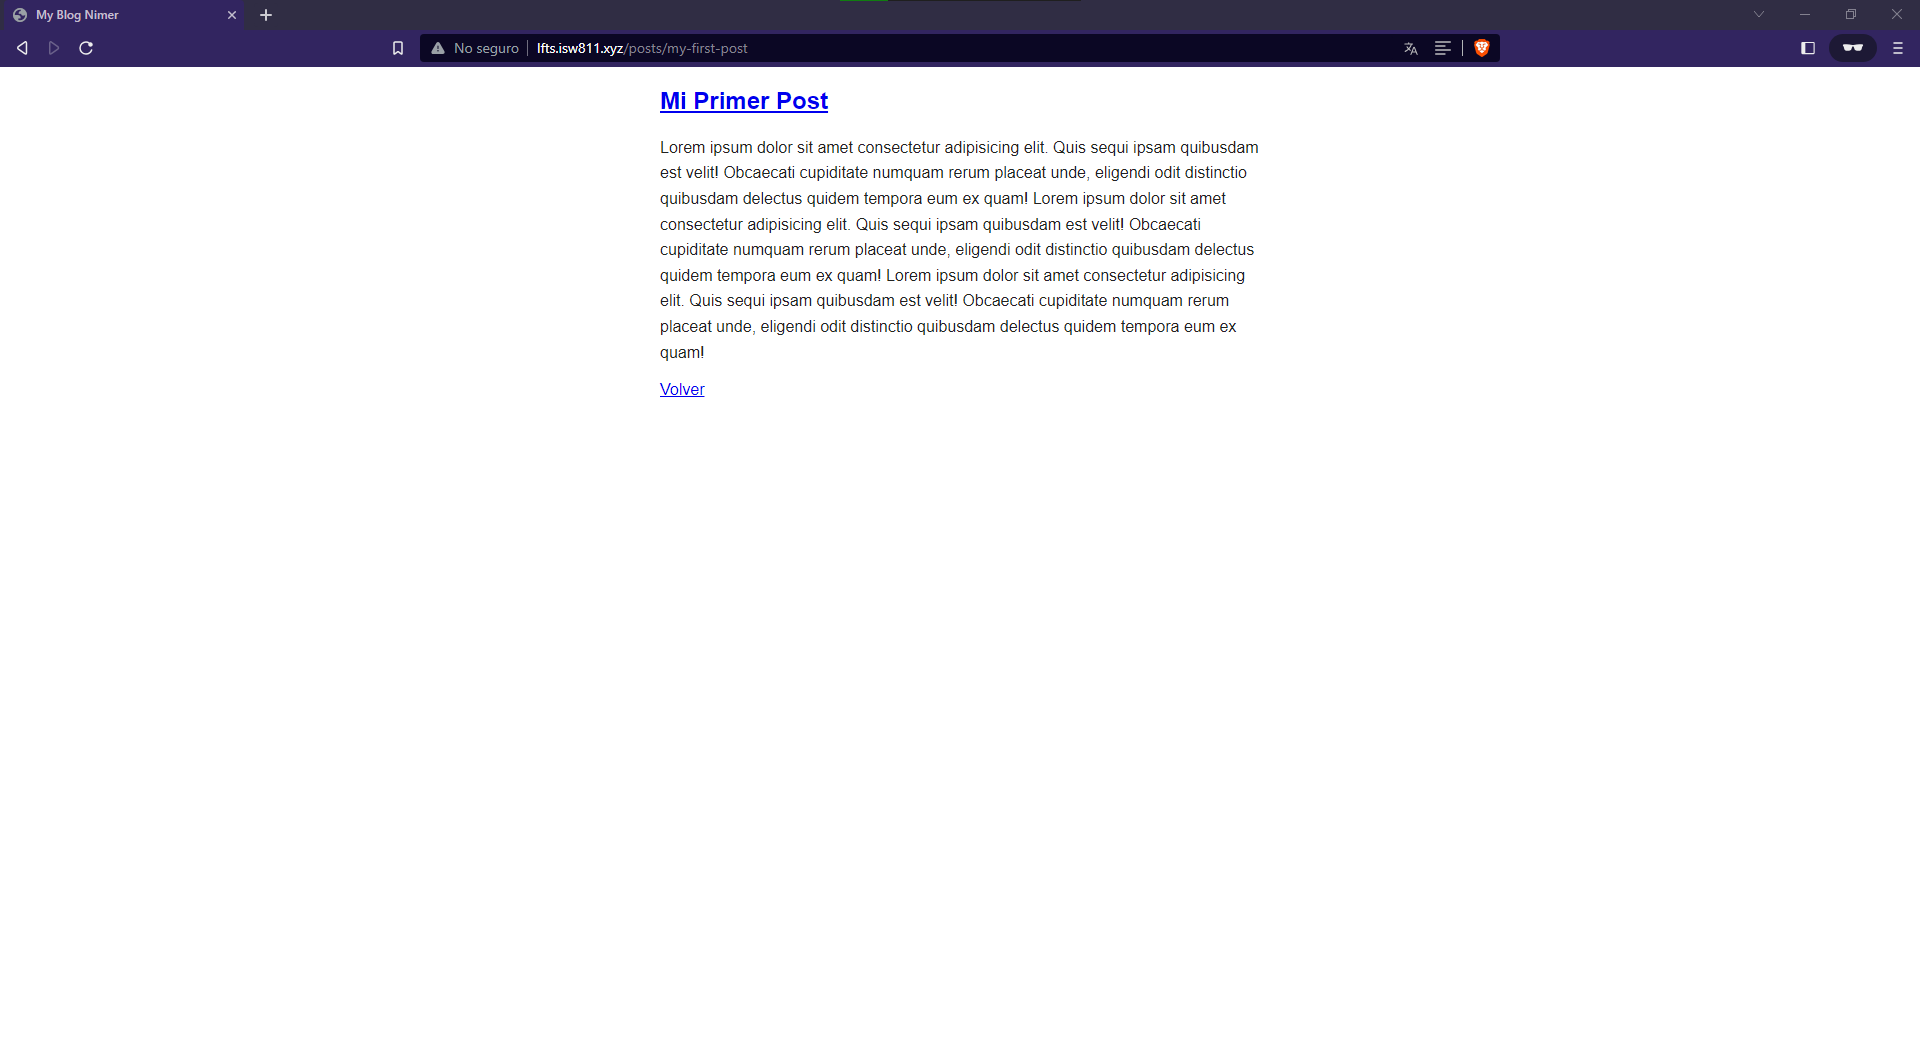 My Blog Nimer
No seguro
lfts.isw811.xyz/posts/my-first-post
Mi Primer Post
Lorem ipsum dolor sit amet consectetur adipisicing elit. Quis sequi ipsam quibusdam
est velit! Obcaecati cupiditate numquam rerum placeat unde, eligendi odit distinctio
quibusdam delectus quidem tempora eum ex quam! Lorem ipsum dolor sit amet
consectetur adipisicing elit. Quis sequi ipsam quibusdam est velit! Obcaecati
cupiditate numquam rerum placeat unde, eligendi odit distinctio quibusdam delectus
quidem tempora eum ex quam! Lorem ipsum dolor sit amet consectetur adipisicing
elit. Quis sequi ipsam quibusdam est velit! Obcaecati cupiditate numquam rerum
placeat unde, eligendi odit distinctio quibusdam delectus quidem tempora eum ex
quam!
Volver